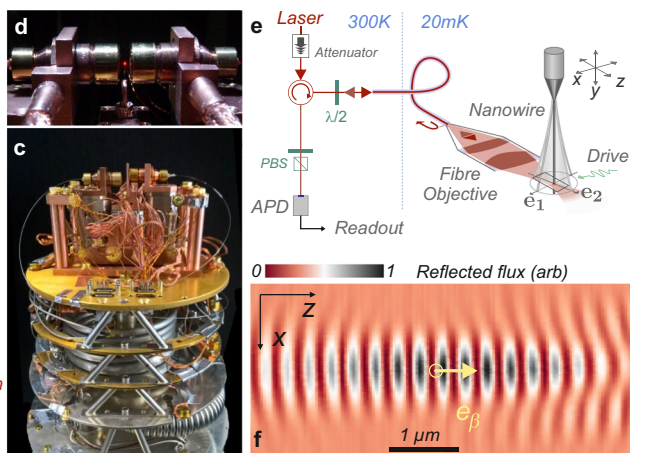 d
c
e
Laser
300K
20mK
Attenuator
λ/2
PBS
APD
Readout
Nanowire
Fibre
Objective
Drive
x
y
z
e₁
e₂
0
1
Reflected flux (arb)
z
x
eβ
1 µm
f